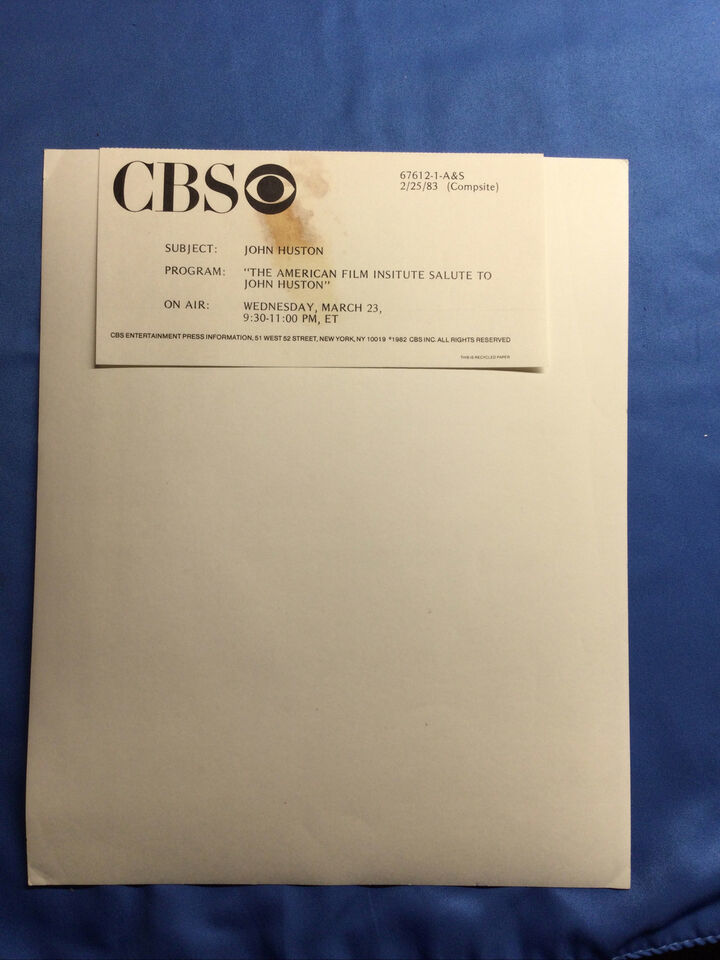 CBS
67612-1-A&S
2/25/83 (Compsite)
SUBJECT: JOHN HUSTON
PROGRAM: "THE AMERICAN FILM INSITUTE SALUTE TO
JOHN HUSTON"
ON AIR: WEDNESDAY, MARCH 23,
9:30-11:00 PM, ET
CBS ENTERTAINMENT PRESS INFORMATION, 51 WEST 52 STREET, NEW YORK, NY 10019 ©1982 CBS INC. ALL RIGHTS RESERVED
THIS IS RECYCLED PAPER